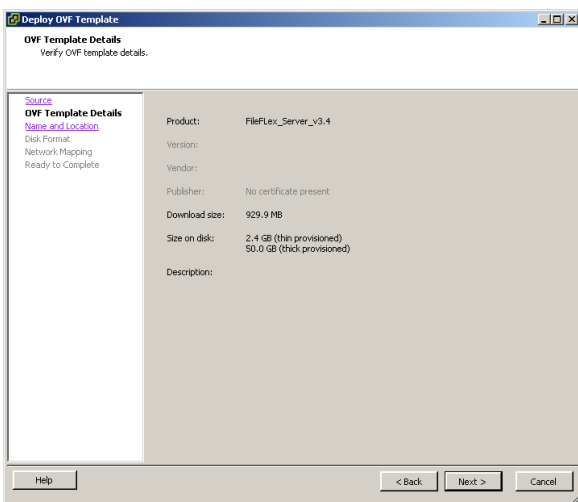 Deploy OVF Template
OVF Template Details
Verify OVF template details.
Source
OVF Template Details
Name and Location
Disk Format
Network Mapping
Ready to Complete
Product: FileFLex_Server_v3.4
Version:
Vendor:
Publisher: No certificate present
Download size: 929.9 MB
Size on disk: 2.4 GB (thin provisioned)
50.0 GB (thick provisioned)
Description:
Help
< Back
Next >
Cancel